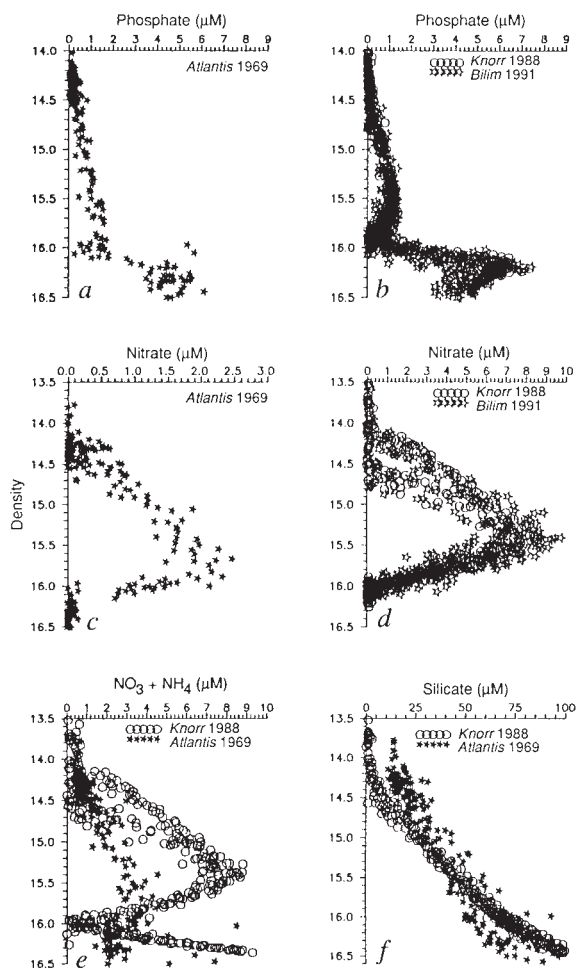 Phosphate (μM)
0 1 2 3 4 5 6 7 8 9
Atlantis 1969
14.0
14.5
15.0
15.5
16.0
16.5
a
Phosphate (μM)
0 1 2 3 4 5 6 7 8 9
Knorr 1988
Bilim 1991
14.0
14.5
15.0
15.5
16.0
16.5
b
Nitrate (μM)
0.0 0.5 1.0 1.5 2.0 2.5 3.0
Atlantis 1969
13.5
14.0
14.5
15.0
15.5
16.0
16.5
Density
c
Nitrate (μM)
0 1 2 3 4 5 6 7 8 9 10
Knorr 1988
Bilim 1991
13.5
14.0
14.5
15.0
15.5
16.0
16.5
d
NO3 + NH4 (μM)
0 1 2 3 4 5 6 7 8 9 10
Knorr 1988
Atlantis 1969
13.5
14.0
14.5
15.0
15.5
16.0
16.5
e
Silicate (μM)
0 25 50 75 100
Knorr 1988
Atlantis 1969
13.5
14.0
14.5
15.0
15.5
16.0
16.5
f